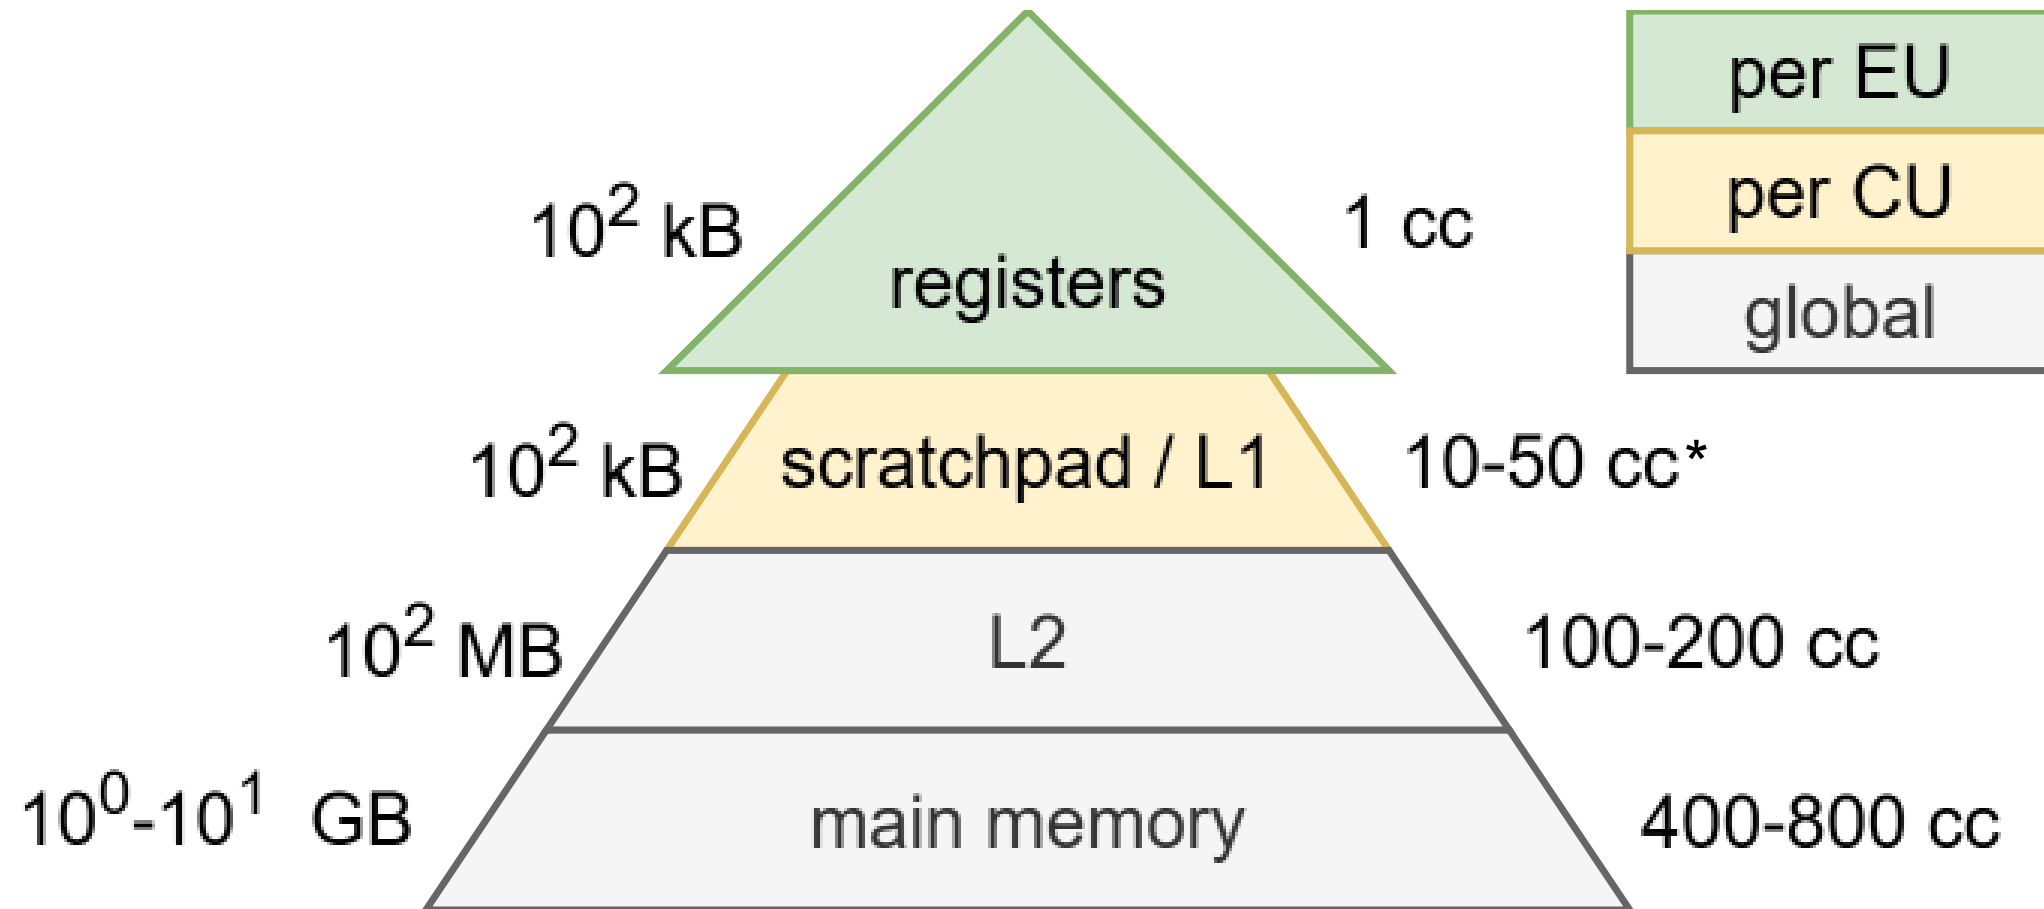 per EU
per CU
global
10² kB
registers
1 cc
10² kB
scratchpad / L1
10-50 cc*
10² MB
L2
100-200 cc
10⁰-10¹ GB
main memory
400-800 cc